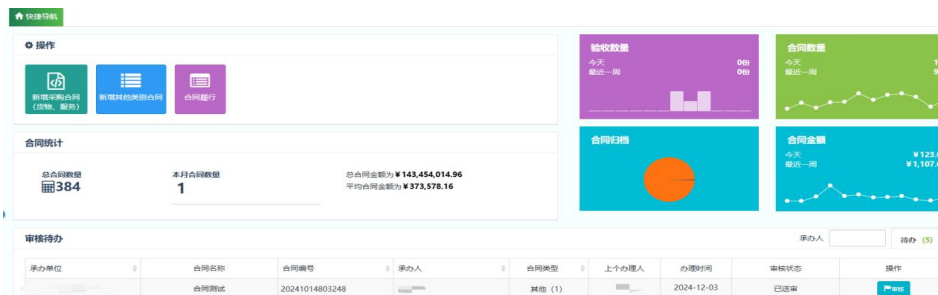 快捷导航
操作
新增采购合同
(货物、服务)
新增其他类别合同
合同履行
验收数量
今天 0份
最近一周 0份
合同数量
今天
最近一周
合同统计
总合同数量
384
本月合同数量
1
总合同金额为¥143,454,014.96
平均合同金额为¥373,578.16
合同归档
合同金额
今天 ¥123.
最近一周 ¥1,107.
审核待办
承办人
待办 (5)
承办单位 合同名称 合同编号 承办人 合同类型 上个办理人 办理时间 审核状态 操作
合同测试 20241014803248 其他 (1) 2024-12-03 已送审 审核